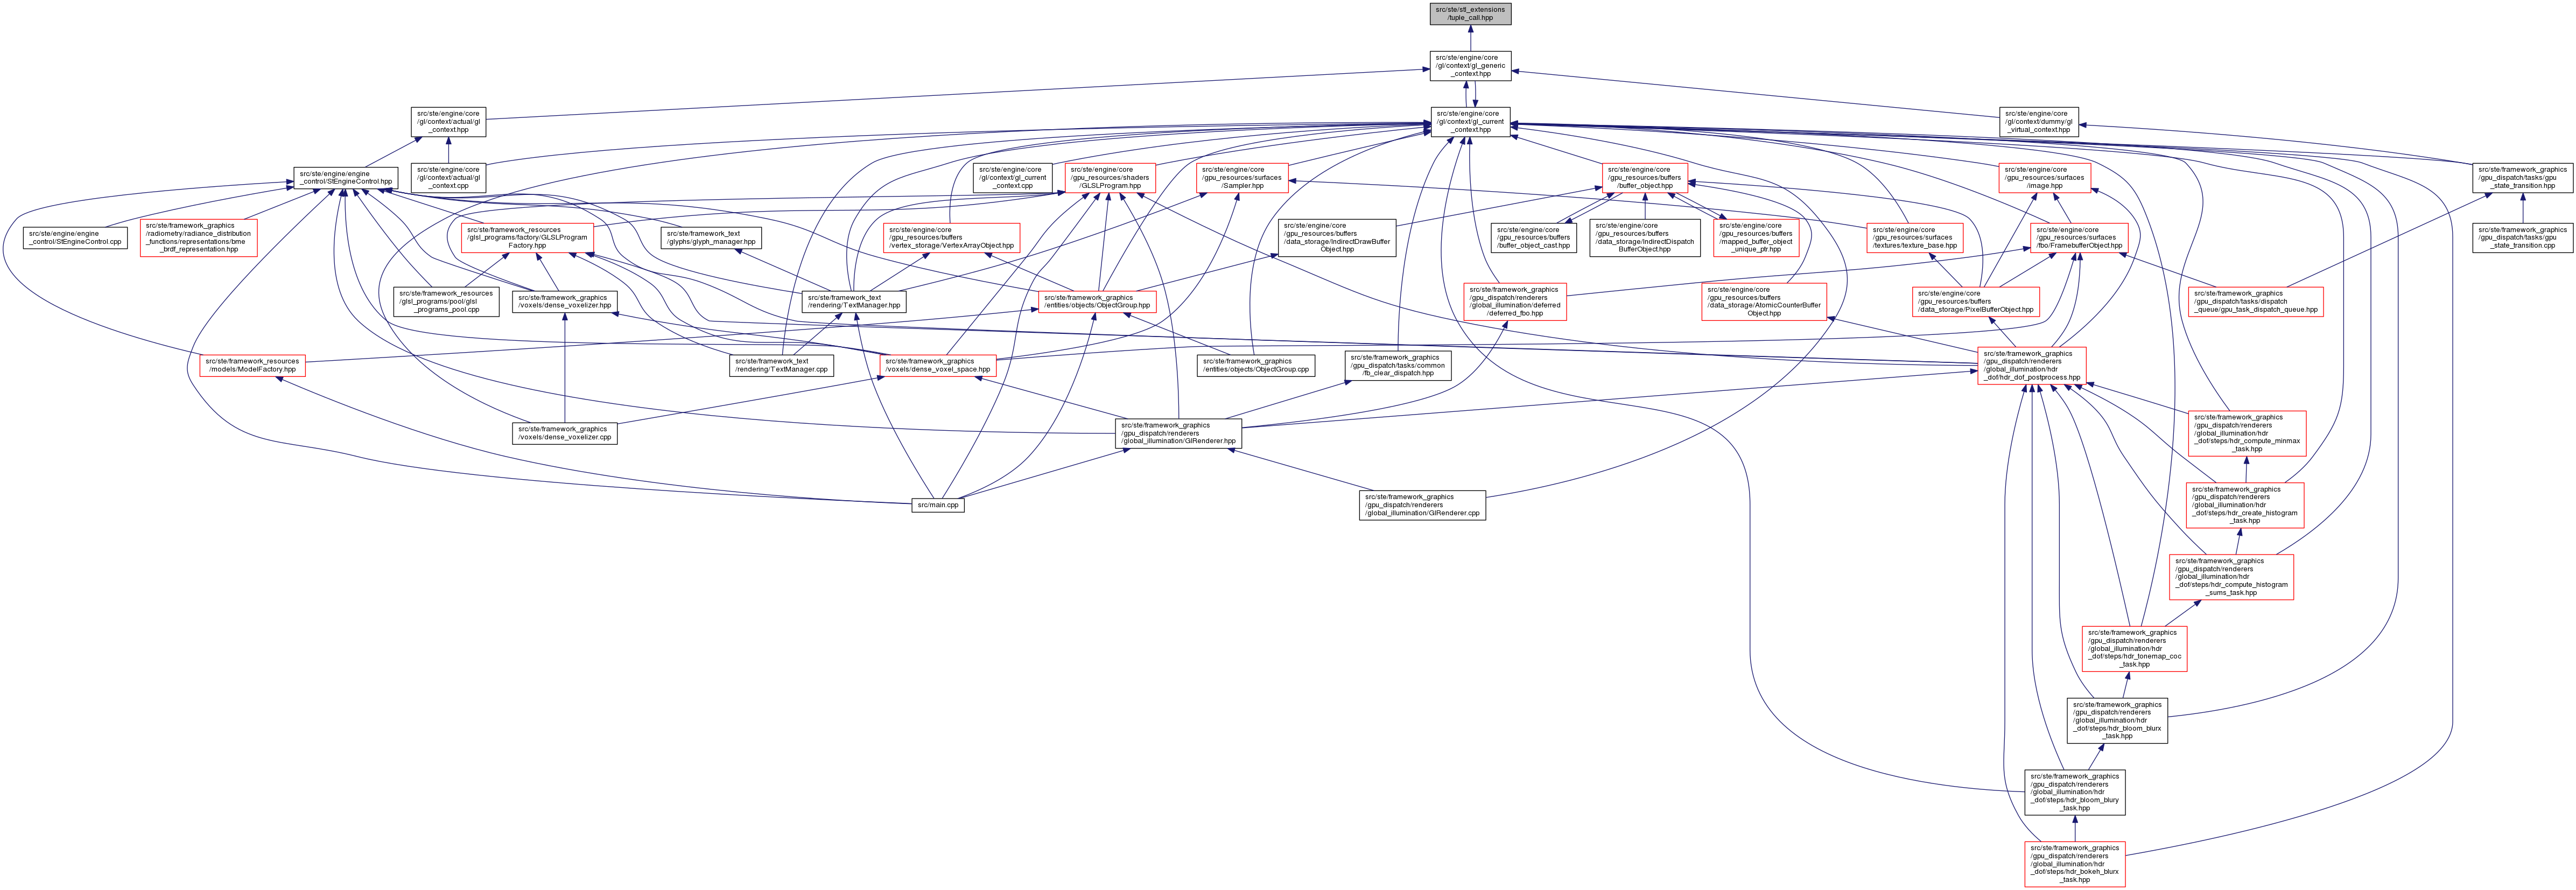 src/ste/stl_extensions
/tuple_call.hpp
src/ste/engine/core
/gl/context/gl_generic
_context.hpp
src/ste/engine/core
/gl/context/actual/gl
_context.hpp
src/ste/engine/core
/gl/context/gl_current
_context.hpp
src/ste/engine/core
/gl/context/dummy/gl
_virtual_context.hpp
src/ste/engine/engine
_control/StEngineControl.hpp
src/ste/engine/core
/gl/context/actual/gl
_context.cpp
src/ste/engine/core
/gl/context/gl_current
_context.cpp
src/ste/engine/core
/gpu_resources/shaders
/GLSLProgram.hpp
src/ste/engine/core
/gpu_resources/surfaces
/Sampler.hpp
src/ste/engine/core
/gpu_resources/buffers
/buffer_object.hpp
src/ste/engine/core
/gpu_resources/surfaces
/image.hpp
src/ste/framework_graphics
/gpu_dispatch/tasks/gpu
_state_transition.hpp
src/ste/engine/engine
_control/StEngineControl.cpp
src/ste/framework_graphics
/radiometry/radiance_distribution
_functions/representations/bme
_brdf_representation.hpp
src/ste/framework_resources
/glsl_programs/factory/GLSLProgram
Factory.hpp
src/ste/framework_text
/glyphs/glyph_manager.hpp
src/ste/engine/core
/gpu_resources/buffers
/vertex_storage/VertexArrayObject.hpp
src/ste/engine/core
/gpu_resources/buffers
/data_storage/IndirectDrawBuffer
Object.hpp
src/ste/engine/core
/gpu_resources/buffers
/buffer_object_cast.hpp
src/ste/engine/core
/gpu_resources/buffers
/data_storage/IndirectDispatch
BufferObject.hpp
src/ste/engine/core
/gpu_resources/buffers
/mapped_buffer_object
_unique_ptr.hpp
src/ste/engine/core
/gpu_resources/surfaces
/textures/texture_base.hpp
src/ste/engine/core
/gpu_resources/surfaces
/fbo/FramebufferObject.hpp
src/ste/framework_graphics
/gpu_dispatch/tasks/gpu
_state_transition.cpp
src/ste/framework_resources
/glsl_programs/pool/glsl
_programs_pool.cpp
src/ste/framework_graphics
/voxels/dense_voxelizer.hpp
src/ste/framework_text
/rendering/TextManager.hpp
src/ste/framework_graphics
/entities/objects/ObjectGroup.hpp
src/ste/framework_graphics
/gpu_dispatch/renderers
/global_illumination/deferred
/deferred_fbo.hpp
src/ste/engine/core
/gpu_resources/buffers
/data_storage/AtomicCounterBuffer
Object.hpp
src/ste/engine/core
/gpu_resources/buffers
/data_storage/PixelBufferObject.hpp
src/ste/framework_graphics
/gpu_dispatch/tasks/dispatch
_queue/gpu_task_dispatch_queue.hpp
src/ste/framework_resources
/models/ModelFactory.hpp
src/ste/framework_text
/rendering/TextManager.cpp
src/ste/framework_graphics
/voxels/dense_voxel_space.hpp
src/ste/framework_graphics
/entities/objects/ObjectGroup.cpp
src/ste/framework_graphics
/gpu_dispatch/tasks/common
/fb_clear_dispatch.hpp
src/ste/framework_graphics
/gpu_dispatch/renderers
/global_illumination/hdr
_dof/hdr_dof_postprocess.hpp
src/ste/framework_graphics
/voxels/dense_voxelizer.cpp
src/ste/framework_graphics
/gpu_dispatch/renderers
/global_illumination/GIRenderer.hpp
src/ste/framework_graphics
/gpu_dispatch/renderers
/global_illumination/hdr
_dof/steps/hdr_compute_minmax
_task.hpp
src/main.cpp
src/ste/framework_graphics
/gpu_dispatch/renderers
/global_illumination/GIRenderer.cpp
src/ste/framework_graphics
/gpu_dispatch/renderers
/global_illumination/hdr
_dof/steps/hdr_create_histogram
_task.hpp
src/ste/framework_graphics
/gpu_dispatch/renderers
/global_illumination/hdr
_dof/steps/hdr_compute_histogram
_sums_task.hpp
src/ste/framework_graphics
/gpu_dispatch/renderers
/global_illumination/hdr
_dof/steps/hdr_tonemap_coc
_task.hpp
src/ste/framework_graphics
/gpu_dispatch/renderers
/global_illumination/hdr
_dof/steps/hdr_bloom_blurx
_task.hpp
src/ste/framework_graphics
/gpu_dispatch/renderers
/global_illumination/hdr
_dof/steps/hdr_bloom_blury
_task.hpp
src/ste/framework_graphics
/gpu_dispatch/renderers
/global_illumination/hdr
_dof/steps/hdr_bokeh_blurx
_task.hpp